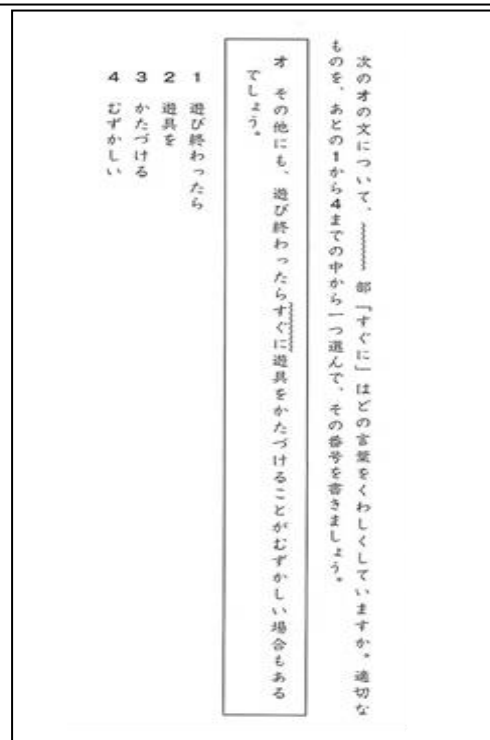 次のオの文について、〰〰〰部「すぐに」はどの言葉をくわしくしていますか。適切な
ものを、あとの1から4までの中から一つ選んで、その番号を書きましょう。
オ　その他にも、遊び終わったらすぐに遊具をかたづけることがむずかしい場合もある
でしょう。
1　遊び終わったら
2　遊具を
3　かたづける
4　むずかしい